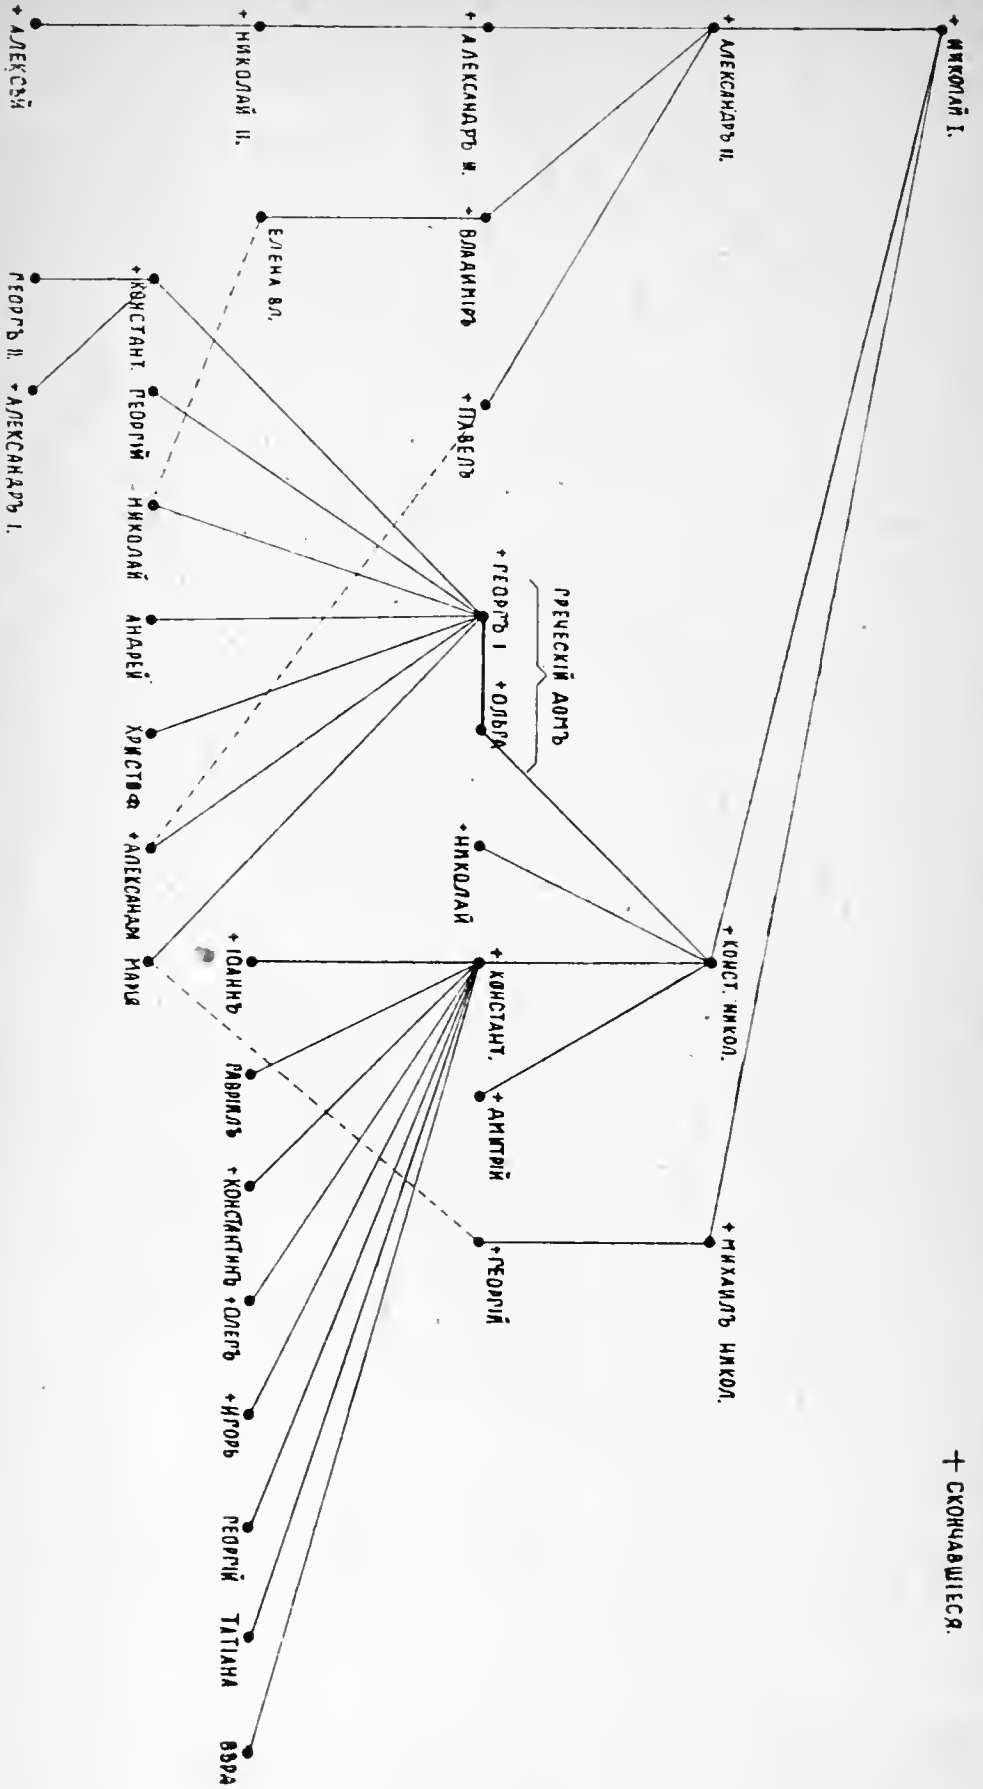 + СКОНЧАВШІЕСЯ.
+ НИКОЛАЙ I.
+ АЛЕКСАНДРЪ II.
+ КОНСТ. НИКОЛ.
+ МИХАИЛЪ НИКОЛ.
ГРЕЧЕСКІЙ ДОМЪ
+ АЛЕКСАНДРЪ III.
+ ВЛАДИМІРЪ
+ ПАВЕЛЪ
+ ГЕОРГЪ I
+ ОЛЬГА
+ НИКОЛАЙ
+ КОНСТАНТ.
+ ДМИТРІЙ
+ ГЕОРГІЙ
+ НИКОЛАЙ II.
ЕЛЕНА ВЛ.
+ ІОАННЪ
ГАВРІИЛЪ
+ КОНСТАНТИНЪ
+ ОЛЕГЪ
+ ИГОРЬ
ГЕОРГІЙ
ТАТІАНА
ВѢРА
+ КОНСТАНТ.
ГЕОРГІЙ
НИКОЛАЙ
АНДРЕЙ
ХРИСТОФ
+ АЛЕКСАНДМ
МАРІЯ
+ АЛЕКСѢЙ
ГЕОРГЪ II.
+ АЛЕКСАНДРЪ I.